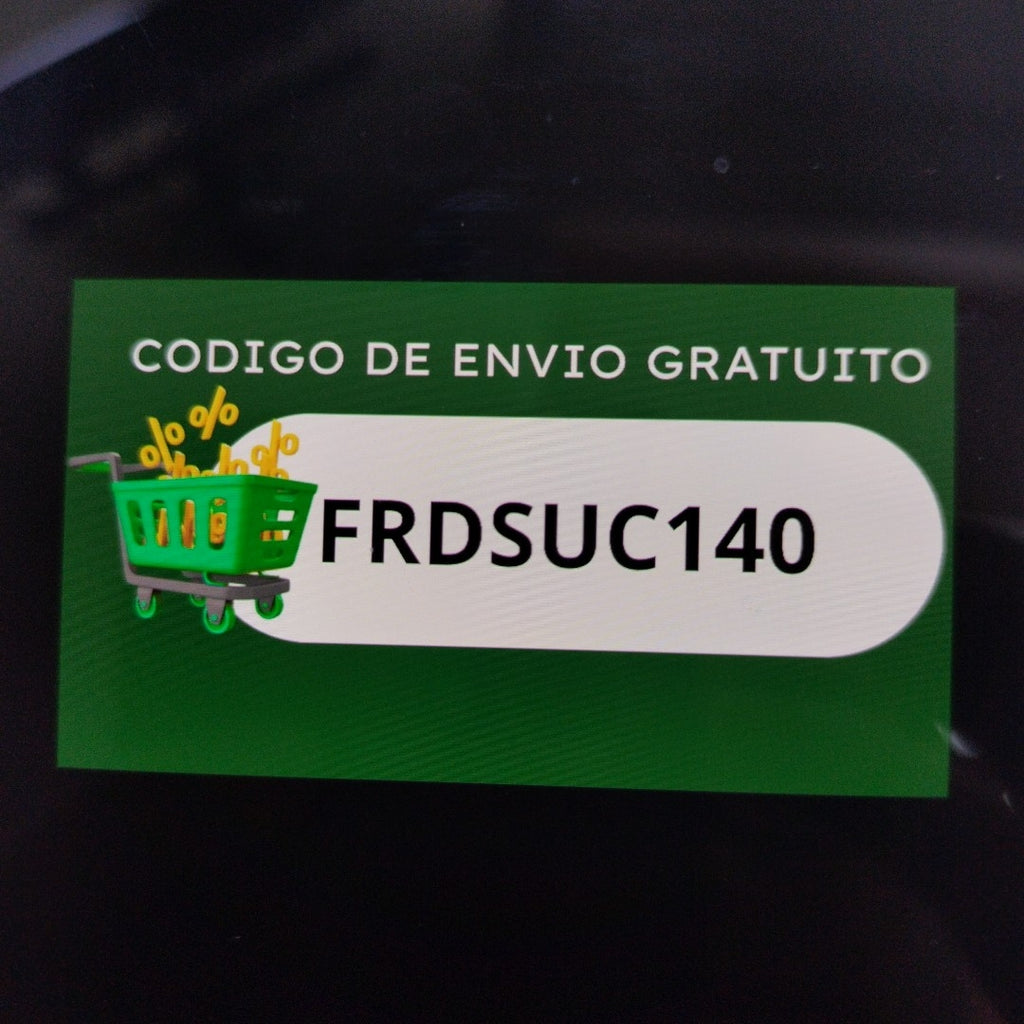 CODIGO DE ENVIO GRATUITO
FRDSUC140